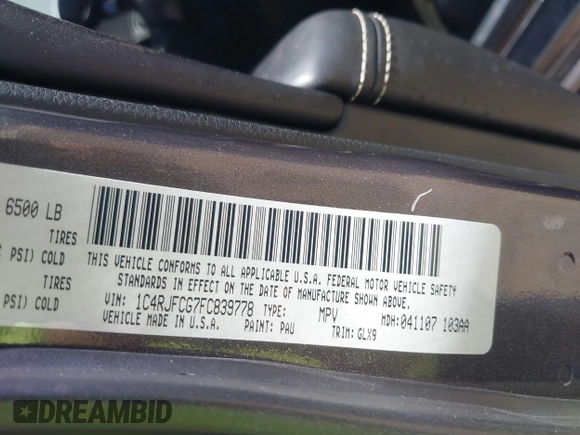 6500 LB
TIRES
PSI) COLD
TIRES
PSI) COLD
THIS VEHICLE CONFORMS TO ALL APPLICABLE U.S.A. FEDERAL MOTOR VEHICLE SAFETY
STANDARDS IN EFFECT ON THE DATE OF MANUFACTURE SHOWN ABOVE.
VIN: 1C4RJFCG7FC839778 TYPE: MPV MDH:041107 103AA
VEHICLE MADE IN U.S.A. PAINT: PAU TRIM: GLX9
DREAMBID